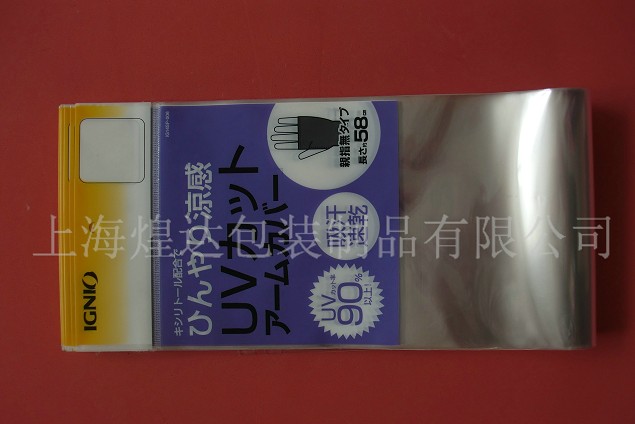 IGNIO
キシリトール配合で
ひんやり涼感
UVカット
アームカバー
親指無タイプ
長さ約58cm
吸汗
速乾
UVカット率
90%
以上!
上海煌大包装制品有限公司